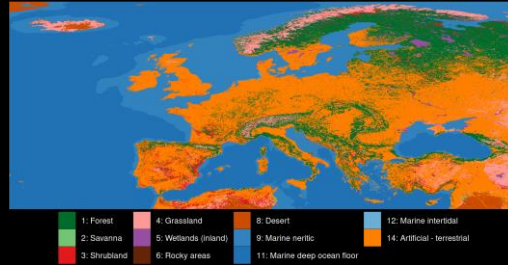 1: Forest
4: Grassland
8: Desert
12: Marine intertidal
2: Savanna
5: Wetlands (inland)
9: Marine neritic
14: Artificial - terrestrial
3: Shrubland
6: Rocky areas
11: Marine deep ocean floor